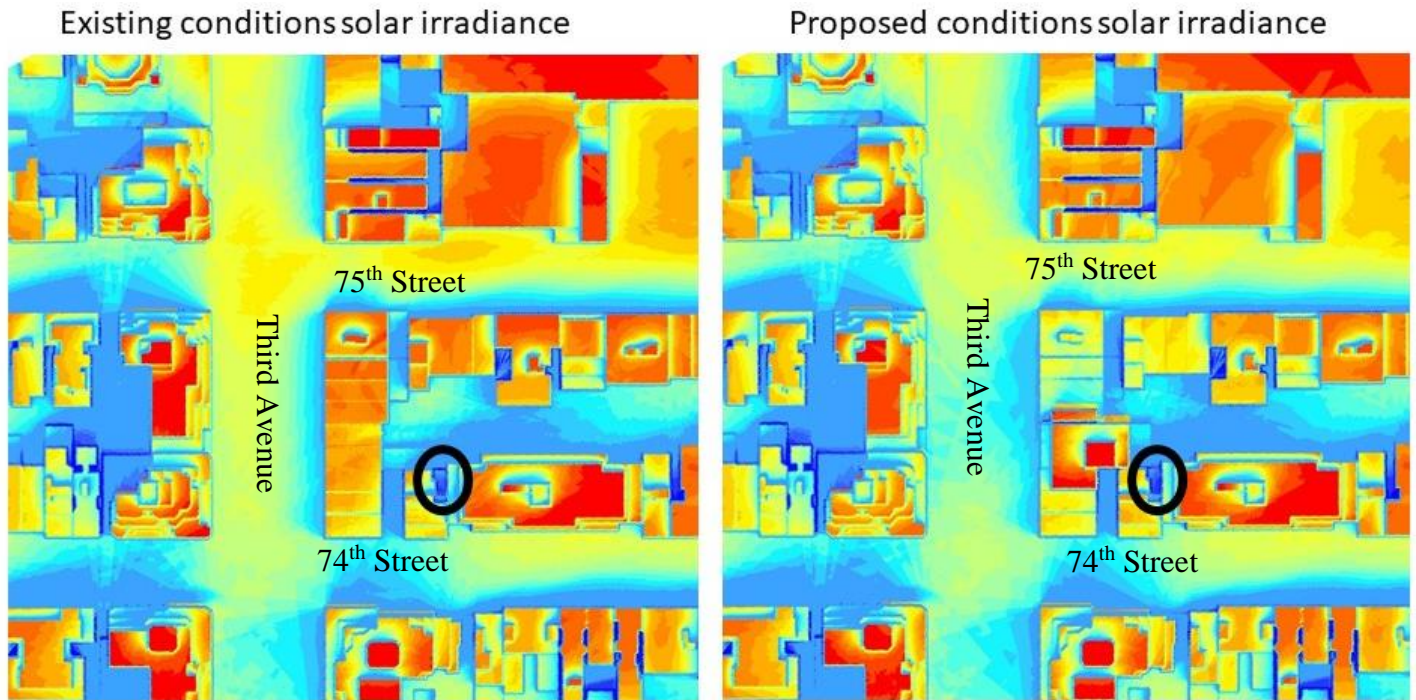 Existing conditions solar irradiance
Proposed conditions solar irradiance
75th Street
Third Avenue
74th Street
75th Street
Third Avenue
74th Street